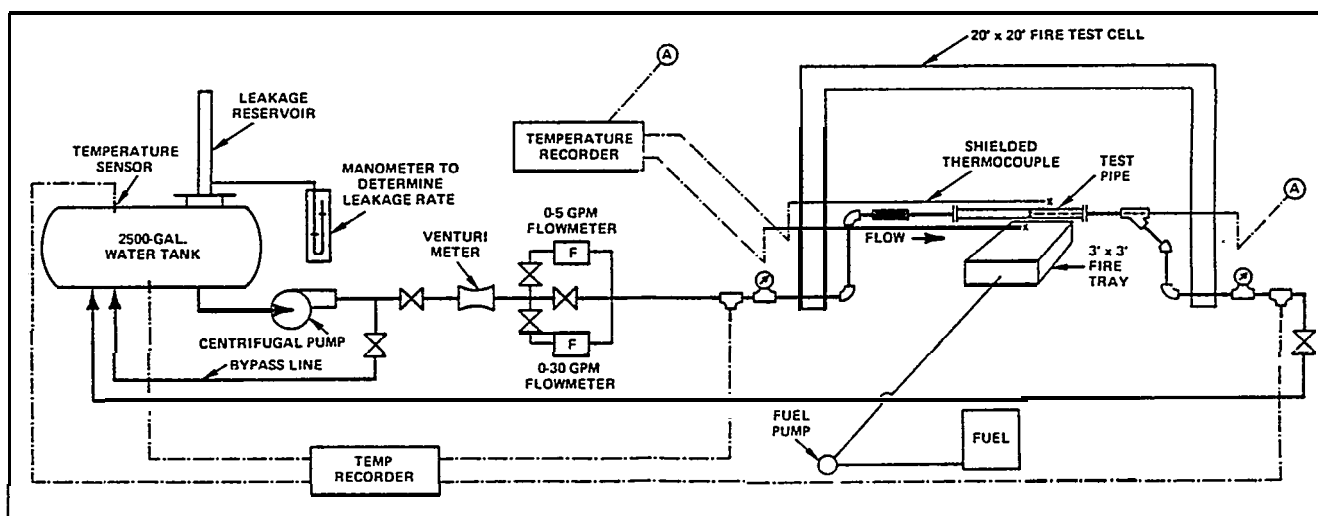 20' x 20' FIRE TEST CELL
A
LEAKAGE
RESERVOIR
TEMPERATURE
RECORDER
SHIELDED
THERMOCOUPLE
TEST
PIPE
TEMPERATURE
SENSOR
MANOMETER TO
DETERMINE
LEAKAGE RATE
A
2500-GAL.
WATER TANK
VENTURI
METER
0-5 GPM
FLOWMETER
F
FLOW
3' x 3'
FIRE
TRAY
CENTRIFUGAL PUMP
BYPASS LINE
F
0-30 GPM
FLOWMETER
FUEL
PUMP
FUEL
TEMP
RECORDER